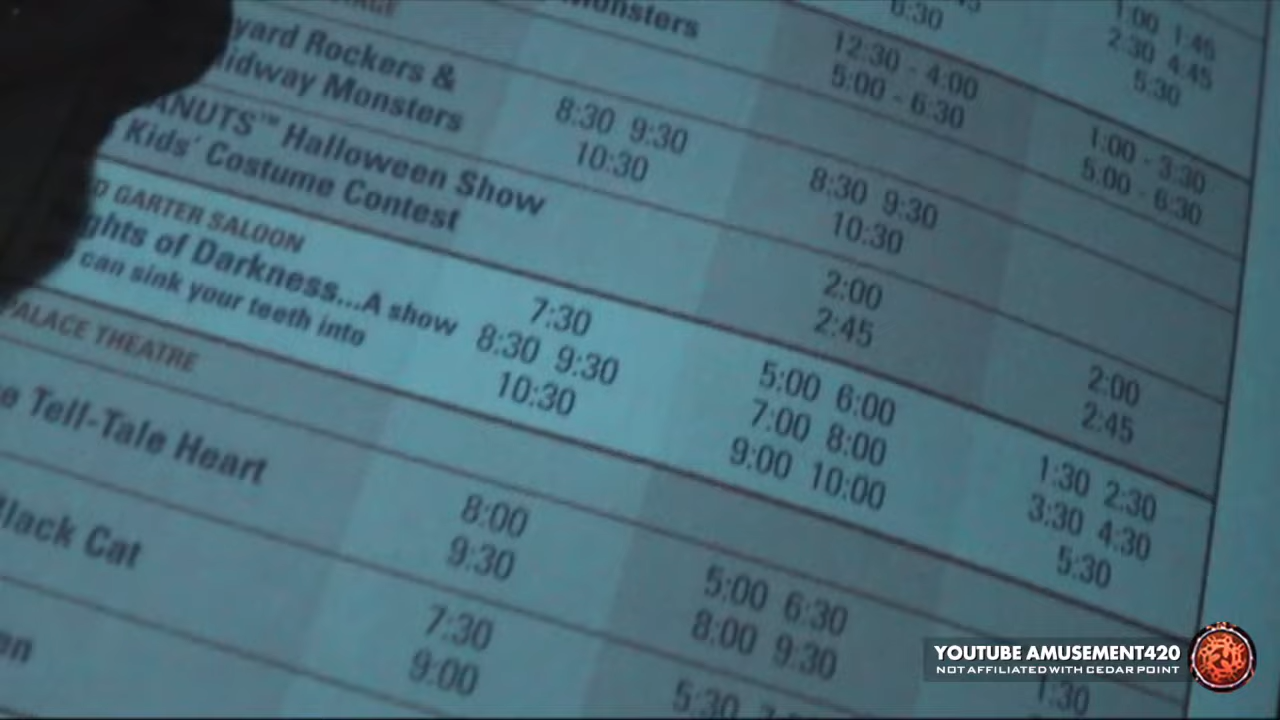 Monsters
6:30
1:00 1:45
2:30 4:45
5:30
yard Rockers &
idway Monsters
8:30 9:30
10:30
12:30 - 4:00
5:00 - 6:30
1:00 - 3:30
5:00 - 6:30
ANUTS™ Halloween Show
Kids' Costume Contest
8:30 9:30
10:30
2:00
2:45
2:00
2:45
GARTER SALOON
ghts of Darkness...A show
can sink your teeth into
7:30
8:30 9:30
10:30
5:00 6:00
7:00 8:00
9:00 10:00
1:30 2:30
3:30 4:30
5:30
ALACE THEATRE
e Tell-Tale Heart
8:00
9:30
5:00 6:30
8:00 9:30
1:30
lack Cat
7:30
9:00
5:30
en
YOUTUBE AMUSEMENT420
NOT AFFILIATED WITH CEDAR POINT